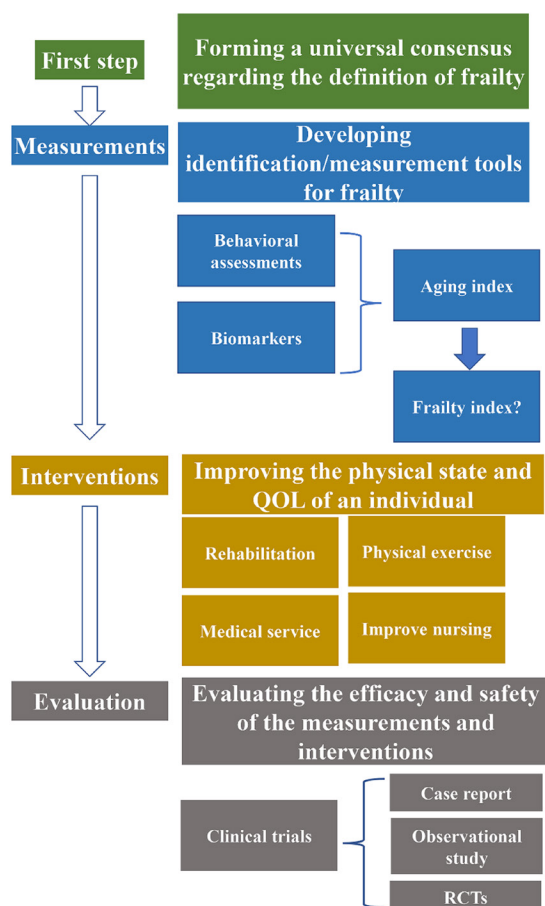 First step
Forming a universal consensus
regarding the definition of frailty
Measurements
Developing
identification/measurement tools
for frailty
Behavioral
assessments
Biomarkers
Aging index
Frailty index?
Interventions
Improving the physical state and
QOL of an individual
Rehabilitation
Physical exercise
Medical service
Improve nursing
Evaluation
Evaluating the efficacy and safety
of the measurements and
interventions
Clinical trials
Case report
Observational
study
RCTs